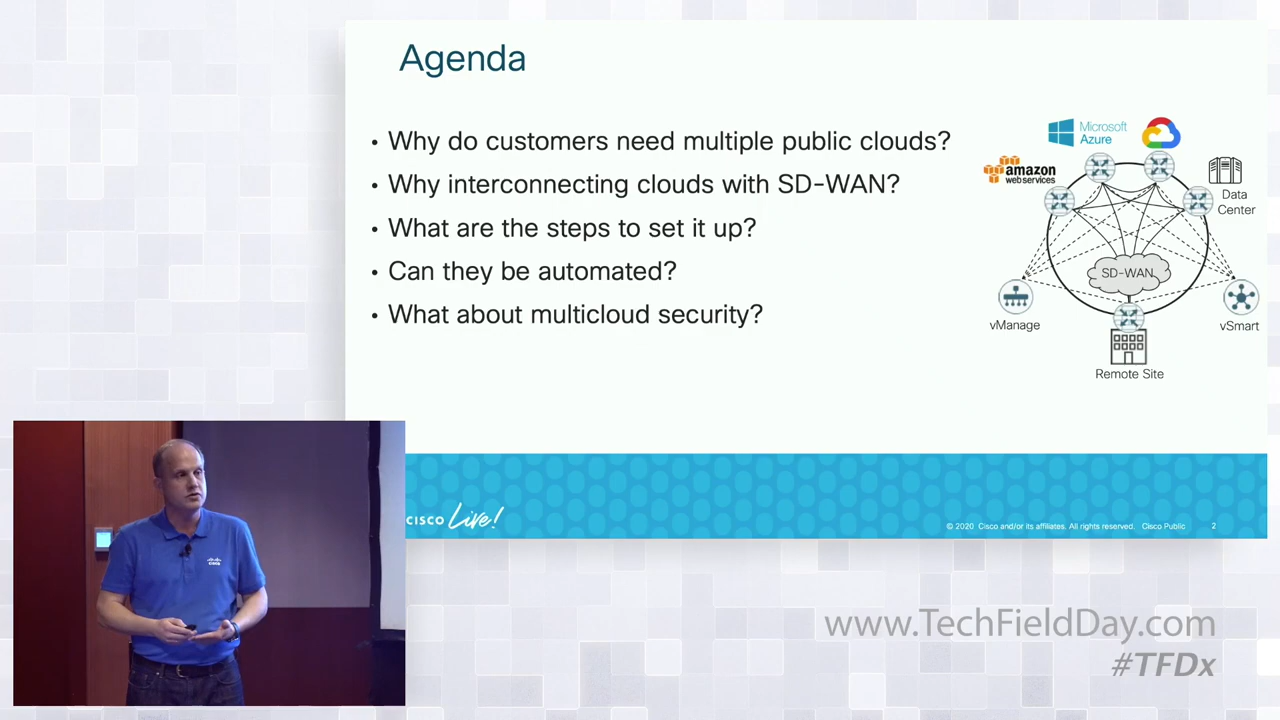 Agenda
• Why do customers need multiple public clouds?
• Why interconnecting clouds with SD-WAN?
• What are the steps to set it up?
• Can they be automated?
• What about multicloud security?
Microsoft
Azure
amazon
webservices
Data
Center
SD-WAN
vManage
vSmart
Remote Site
CISCO Live!
© 2020 Cisco and/or its affiliates. All rights reserved. Cisco Public 2
CISCO
www.TechFieldDay.com
#TFDx